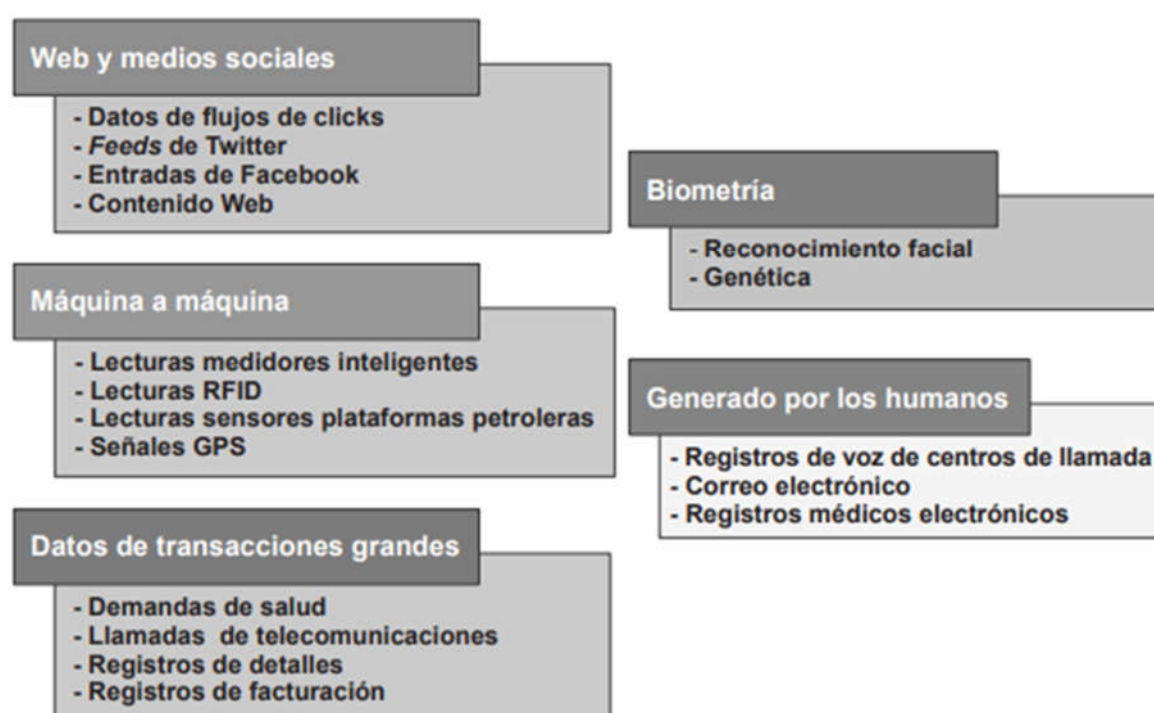 Web y medios sociales
- Datos de flujos de clicks
- Feeds de Twitter
- Entradas de Facebook
- Contenido Web
Máquina a máquina
- Lecturas medidores inteligentes
- Lecturas RFID
- Lecturas sensores plataformas petroleras
- Señales GPS
Datos de transacciones grandes
- Demandas de salud
- Llamadas de telecomunicaciones
- Registros de detalles
- Registros de facturación
Biometría
- Reconocimiento facial
- Genética
Generado por los humanos
- Registros de voz de centros de llamada
- Correo electrónico
- Registros médicos electrónicos